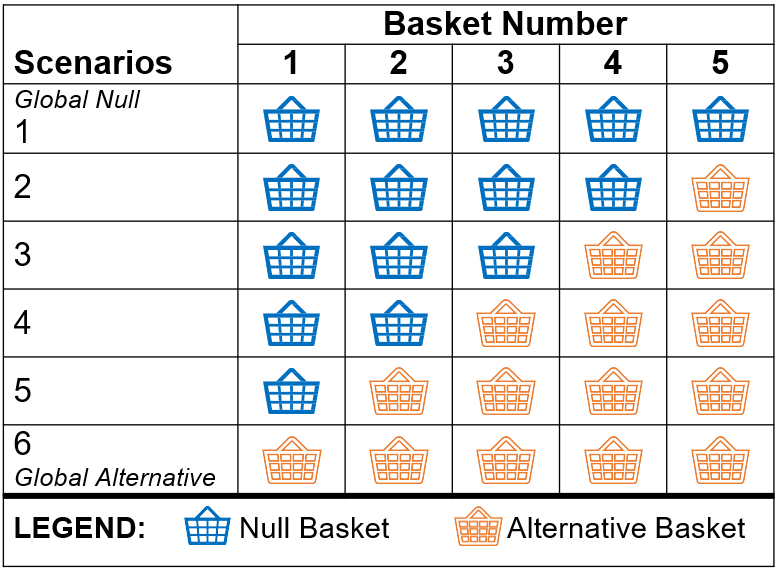 Basket Number
Scenarios 1 2 3 4 5
Global Null
1
2
3
4
5
6
Global Alternative
LEGEND: Null Basket Alternative Basket